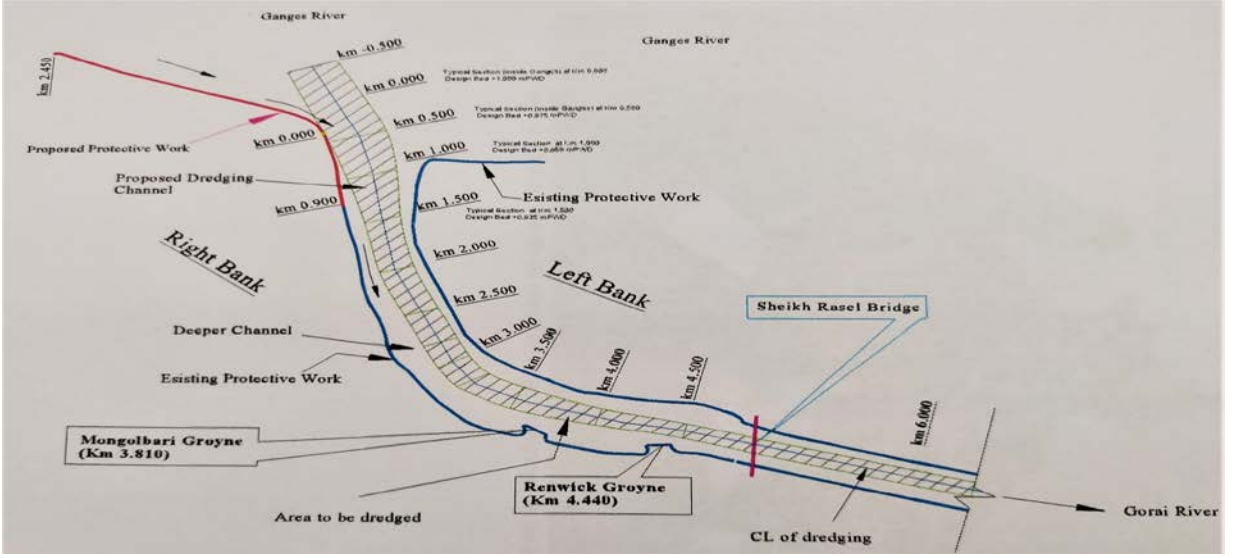 Ganges River
Ganges River
km 2.450
km -0.500
km 0.000
Typical Section (inside Ganges) at Km 0.000
Design Bed +1.000 mPWD
km 0.500
Typical Section (inside Ganges) at Km 0.500
Design Bed +0.975 mPWD
km 0.000
Proposed Protective Work
km 1.000
Typical Section at Km 1.000
Design Bed +0.950 mPWD
Proposed Dredging
Channel
Esisting Protective Work
km 0.900
km 1.500
Typical Section at Km 1.500
Design Bed +0.925 mPWD
Right Bank
km 2.000
Left Bank
km 2.500
Sheikh Rasel Bridge
Deeper Channel
km 3.000
km 3.500
km 4.000
km 4.500
Esisting Protective Work
km 6.000
Mongolbari Groyne
(Km 3.810)
Renwick Groyne
(Km 4.440)
Area to be dredged
CL of dredging
Gorai River